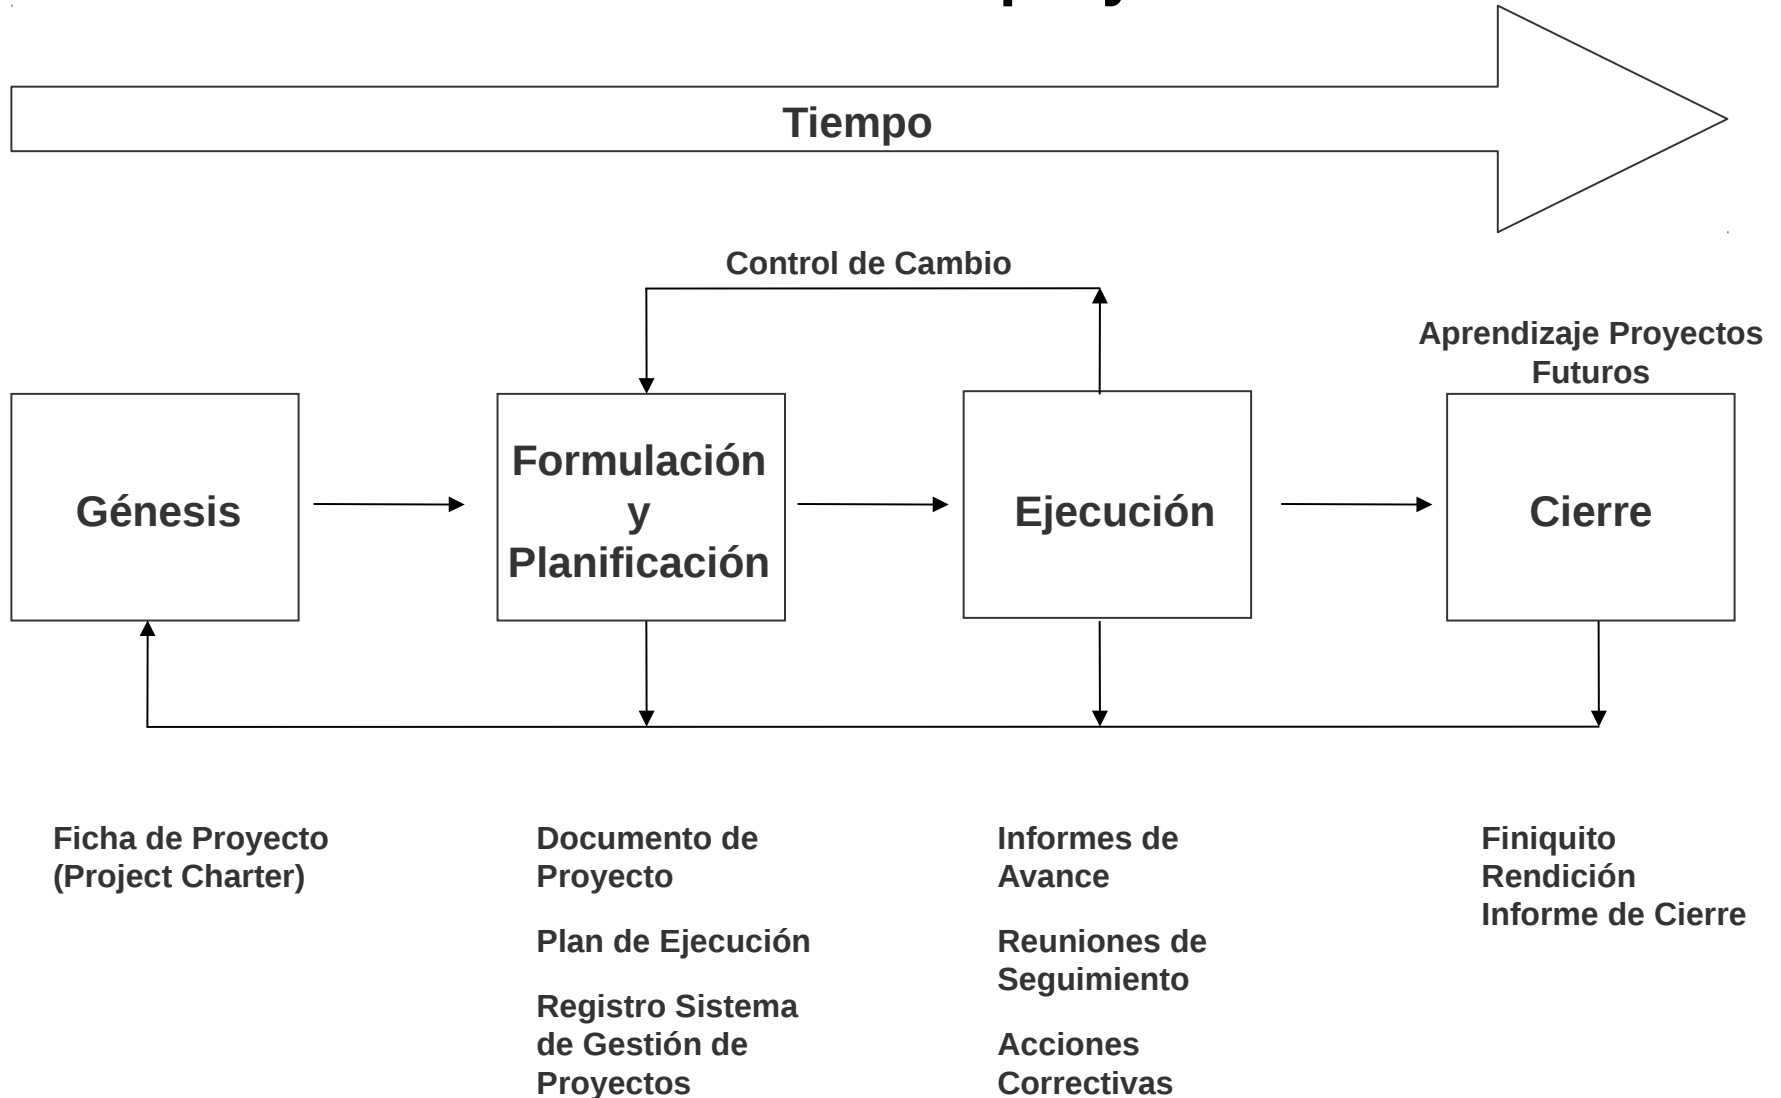 Tiempo
Control de Cambio
Aprendizaje Proyectos
Futuros
Génesis
Formulación
y
Planificación
Ejecución
Cierre
Ficha de Proyecto
(Project Charter)
Documento de
Proyecto
Plan de Ejecución
Registro Sistema
de Gestión de
Proyectos
Informes de
Avance
Reuniones de
Seguimiento
Acciones
Correctivas
Finiquito
Rendición
Informe de Cierre